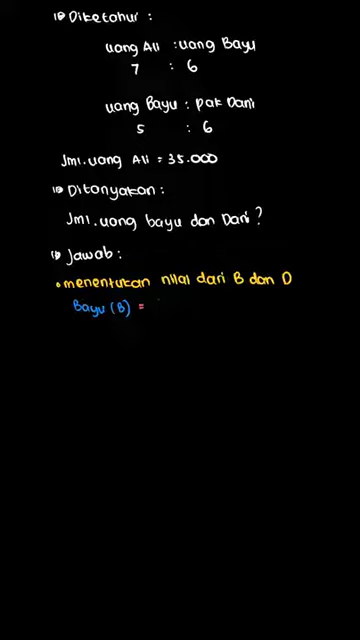 Diketahui :
uang Ali : uang Bayu
7 : 6
uang Bayu : pak Dani
5 : 6
Jml. uang Ali = 35.000
Ditanyakan :
Jml. uang bayu dan Dani ?
Jawab :
• menentukan nilai dari B dan D
Bayu (B) =